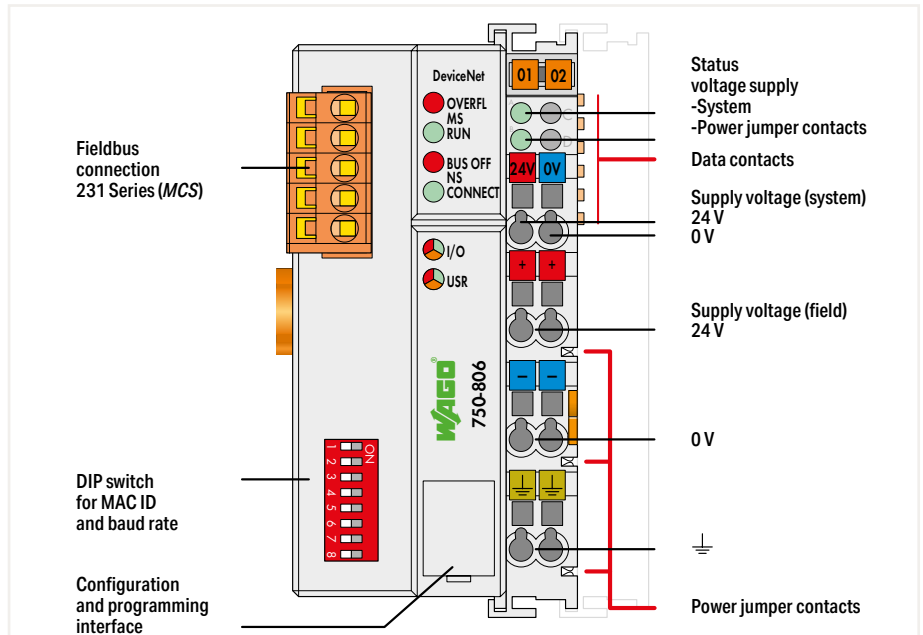 Fieldbus
connection
231 Series (MCS)
DIP switch
for MAC ID
and baud rate
Configuration
and programming
interface
DeviceNet
OVERFL
MS
RUN
BUS OFF
NS
CONNECT
I/O
USR
WAGO®
750-806
ON
1
2
3
4
5
6
7
8
01 02
C
D
24V 0V
+ +
– –
Status
voltage supply
-System
-Power jumper contacts
Data contacts
Supply voltage (system)
24 V
0 V
Supply voltage (field)
24 V
0 V
Power jumper contacts